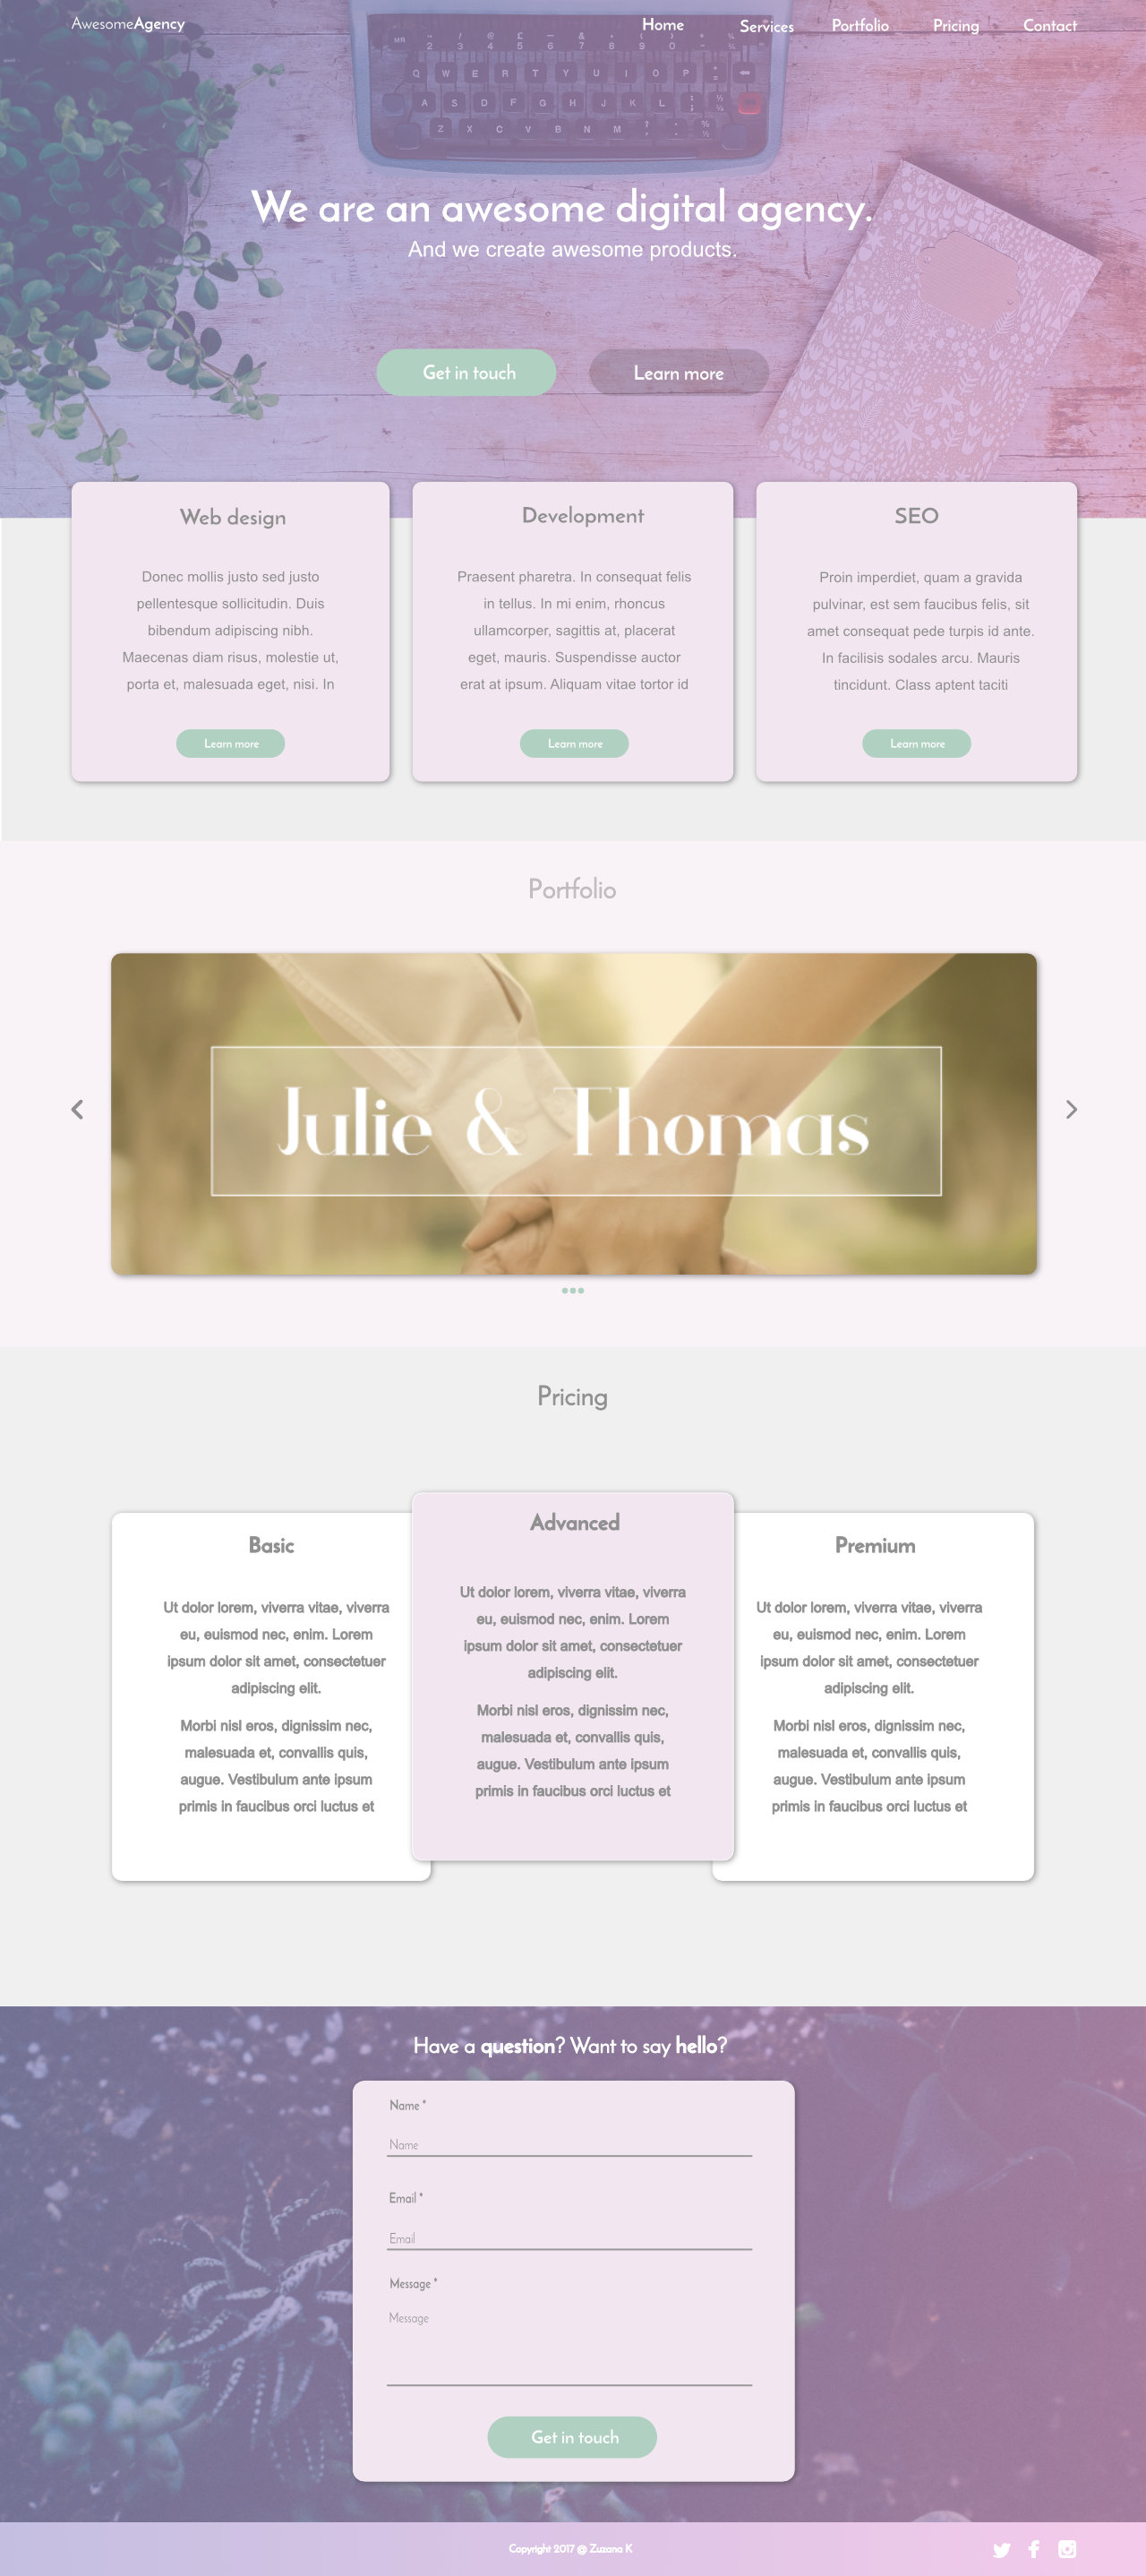 AwesomeAgency
Home Services Portfolio Pricing Contact
Q W E R T Y U I O P
A S D F G H J K L
Z X C V B N M
We are an awesome digital agency.
And we create awesome products.
Get in touch
Learn more
Web design
Donec mollis justo sed justo
pellentesque sollicitudin. Duis
bibendum adipiscing nibh.
Maecenas diam risus, molestie ut,
porta et, malesuada eget, nisi. In
Learn more
Development
Praesent pharetra. In consequat felis
in tellus. In mi enim, rhoncus
ullamcorper, sagittis at, placerat
eget, mauris. Suspendisse auctor
erat at ipsum. Aliquam vitae tortor id
Learn more
SEO
Proin imperdiet, quam a gravida
pulvinar, est sem faucibus felis, sit
amet consequat pede turpis id ante.
In facilisis sodales arcu. Mauris
tincidunt. Class aptent taciti
Learn more
Portfolio
Julie & Thomas
Pricing
Basic
Ut dolor lorem, viverra vitae, viverra
eu, euismod nec, enim. Lorem
ipsum dolor sit amet, consectetuer
adipiscing elit.
Morbi nisl eros, dignissim nec,
malesuada et, convallis quis,
augue. Vestibulum ante ipsum
primis in faucibus orci luctus et
Advanced
Ut dolor lorem, viverra vitae, viverra
eu, euismod nec, enim. Lorem
ipsum dolor sit amet, consectetuer
adipiscing elit.
Morbi nisl eros, dignissim nec,
malesuada et, convallis quis,
augue. Vestibulum ante ipsum
primis in faucibus orci luctus et
Premium
Ut dolor lorem, viverra vitae, viverra
eu, euismod nec, enim. Lorem
ipsum dolor sit amet, consectetuer
adipiscing elit.
Morbi nisl eros, dignissim nec,
malesuada et, convallis quis,
augue. Vestibulum ante ipsum
primis in faucibus orci luctus et
Have a question? Want to say hello?
Name *
Name
Email *
Email
Message *
Message
Get in touch
Copyright 2017 @ Zuzana K